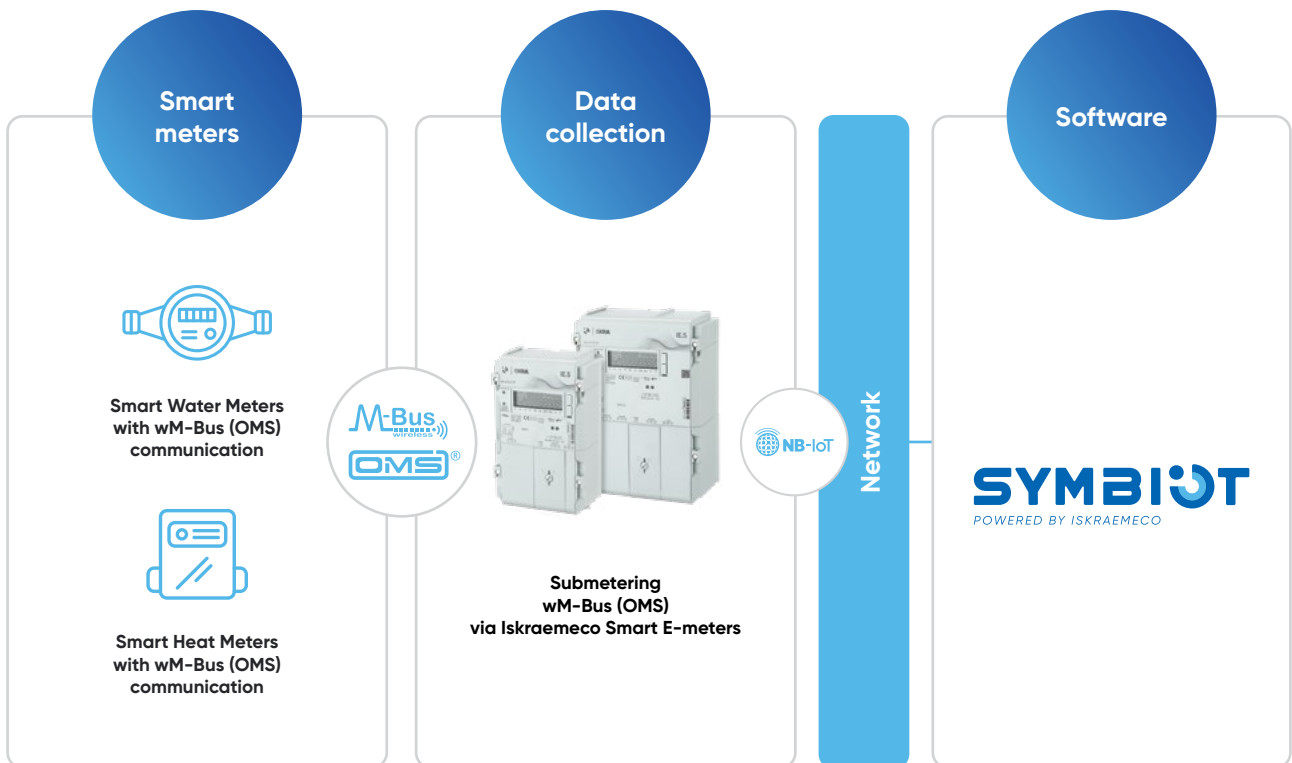 Smart
meters
Data
collection
Software
Smart Water Meters
with wM-Bus (OMS)
communication
Smart Heat Meters
with wM-Bus (OMS)
communication
M-Bus
wireless
OMS®
Submetering
wM-Bus (OMS)
via Iskraemeco Smart E-meters
NB-IoT
Network
SYMBIOT
POWERED BY ISKRAEMECO